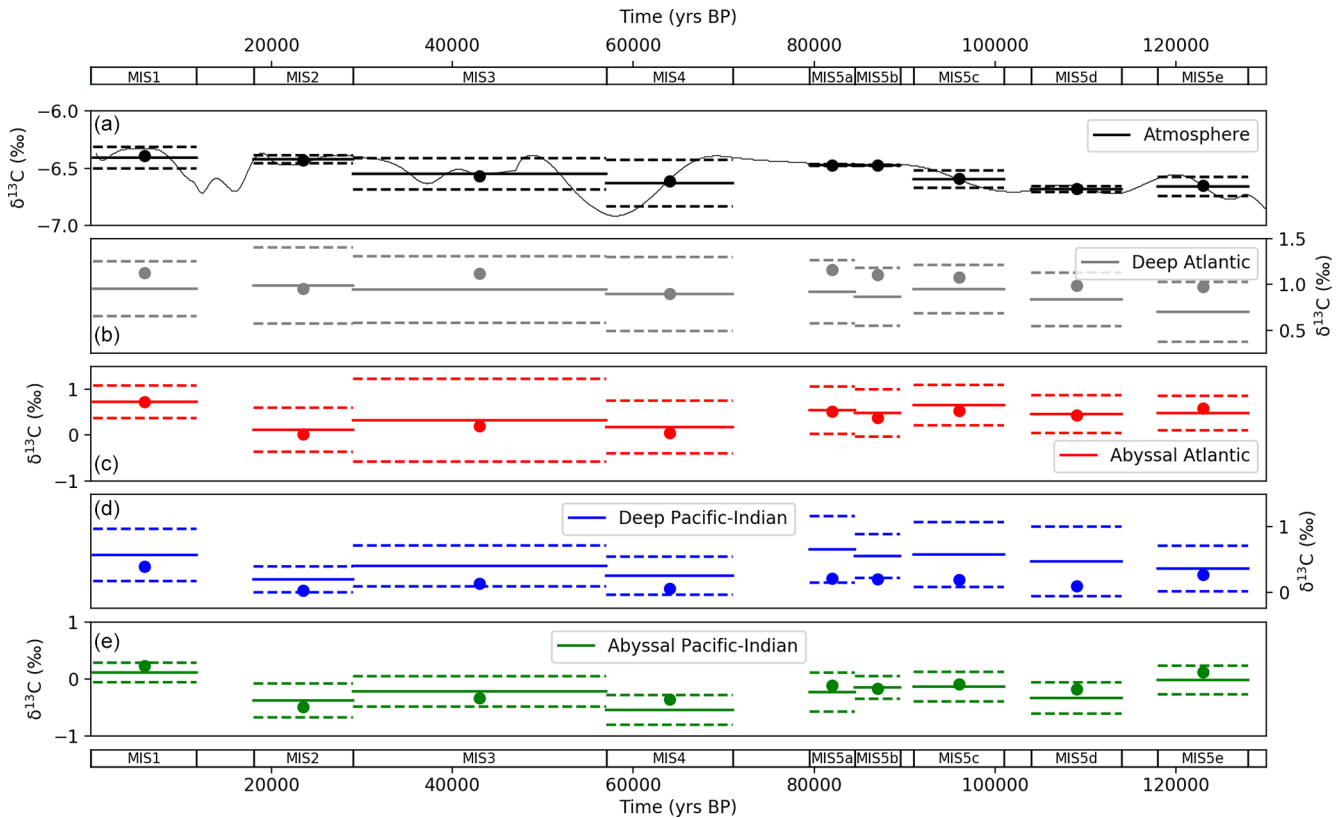 Time (yrs BP)
20000 40000 60000 80000 100000 120000
MIS1 MIS2 MIS3 MIS4 MIS5a MIS5b MIS5c MIS5d MIS5e
(a)
Atmosphere
−6.0
−6.5
−7.0
δ13C (‰)
(b)
Deep Atlantic
1.5
1.0
0.5
δ13C (‰)
(c)
Abyssal Atlantic
1
0
−1
δ13C (‰)
(d)
Deep Pacific-Indian
1
0
δ13C (‰)
(e)
Abyssal Pacific-Indian
1
0
−1
δ13C (‰)
MIS1 MIS2 MIS3 MIS4 MIS5a MIS5b MIS5c MIS5d MIS5e
20000 40000 60000 80000 100000 120000
Time (yrs BP)